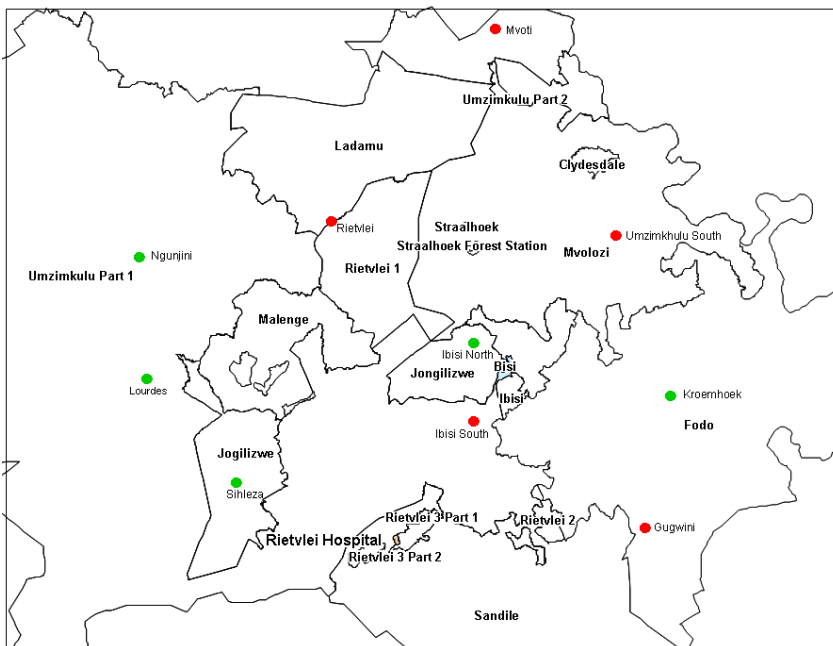 Mvoti
Umzimkulu Part 2
Ladamu
Clydesdale
Rietvlei
Straalhoek
Umzimkhulu South
Straalhoek Forest Station
Mvolozi
Ngunjini
Rietvlei 1
Umzimkulu Part 1
Malenge
Ibisi North
Bisi
Jongilizwe
Lourdes
Ibisi
Kroemhoek
Fodo
Ibisi South
Jogilizwe
Sihleza
Rietvlei 3 Part 1
Rietvlei 2
Gugwini
Rietvlei Hospital
Rietvlei 3 Part 2
Sandile